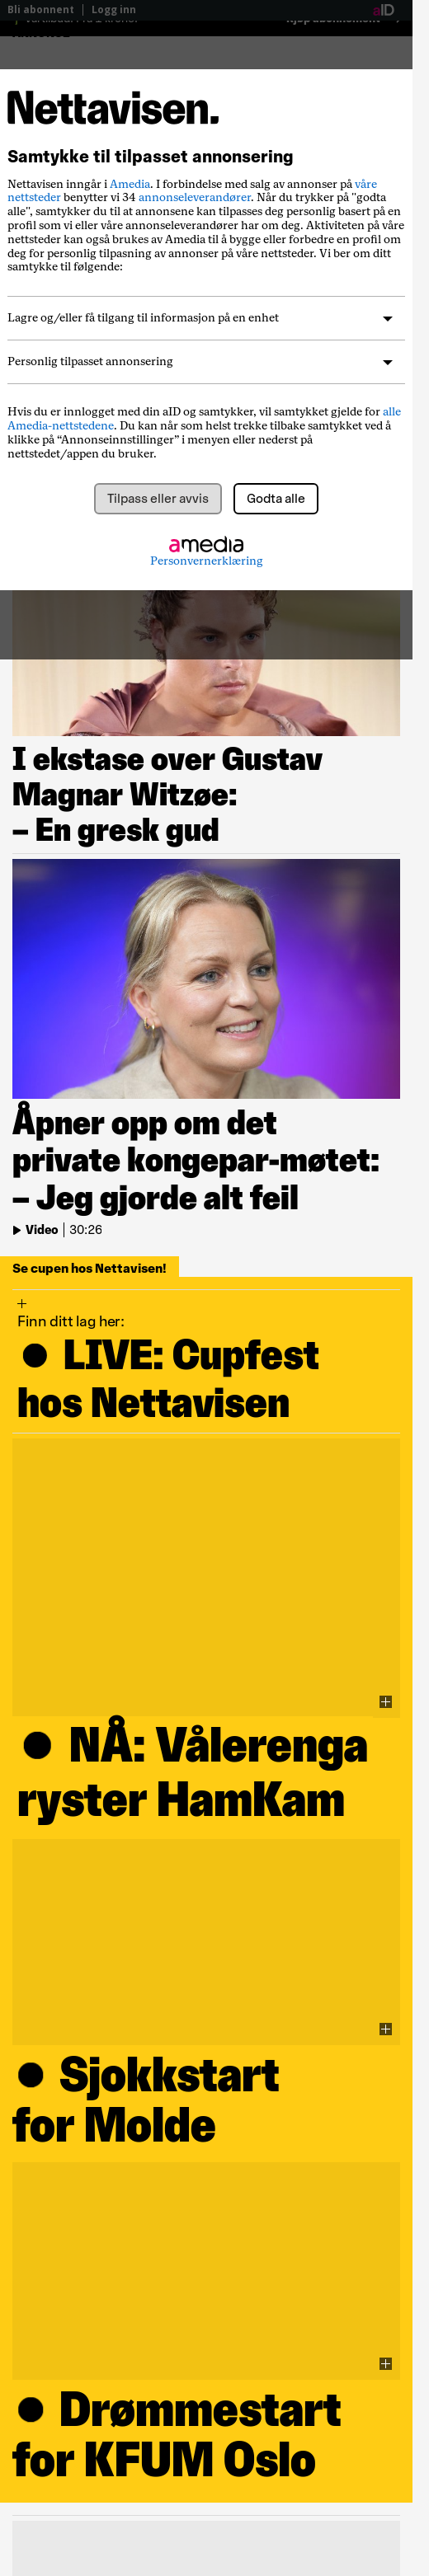 Bli abonnent | Logg inn
aID
Nettavisen.
Samtykke til tilpasset annonsering
Nettavisen inngår i Amedia. I forbindelse med salg av annonser på våre
nettsteder benytter vi 34 annonseleverandører. Når du trykker på "godta
alle", samtykker du til at annonsene kan tilpasses deg personlig basert på en
profil som vi eller våre annonseleverandører har om deg. Aktiviteten på våre
nettsteder kan også brukes av Amedia til å bygge eller forbedre en profil om
deg for personlig tilpasning av annonser på våre nettsteder. Vi ber om ditt
samtykke til følgende:
Lagre og/eller få tilgang til informasjon på en enhet
Personlig tilpasset annonsering
Hvis du er innlogget med din aID og samtykker, vil samtykket gjelde for alle
Amedia-nettstedene. Du kan når som helst trekke tilbake samtykket ved å
klikke på “Annonseinnstillinger” i menyen eller nederst på
nettstedet/appen du bruker.
Tilpass eller avvis
Godta alle
amedia
Personvernerklæring
I ekstase over Gustav
Magnar Witzøe:
– En gresk gud
Åpner opp om det
private kongepar-møtet:
– Jeg gjorde alt feil
Video | 30:26
Se cupen hos Nettavisen!
Finn ditt lag her:
● LIVE: Cupfest
hos Nettavisen
● NÅ: Vålerenga
ryster HamKam
● Sjokkstart
for Molde
● Drømmestart
for KFUM Oslo